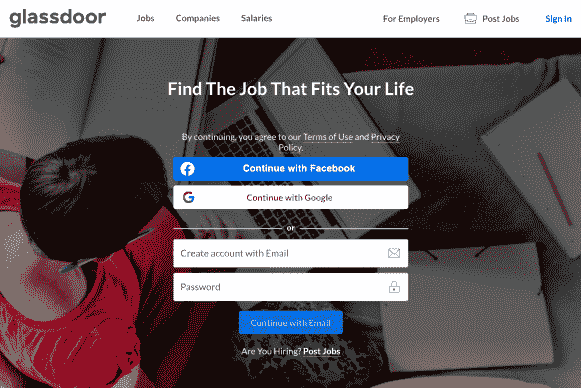 glassdoor
Jobs Companies Salaries For Employers Post Jobs Sign In
Find The Job That Fits Your Life
By continuing, you agree to our Terms of Use and Privacy
Policy.
Continue with Facebook
Continue with Google
or
Create account with Email
Password
Continue with Email
Are You Hiring? Post Jobs